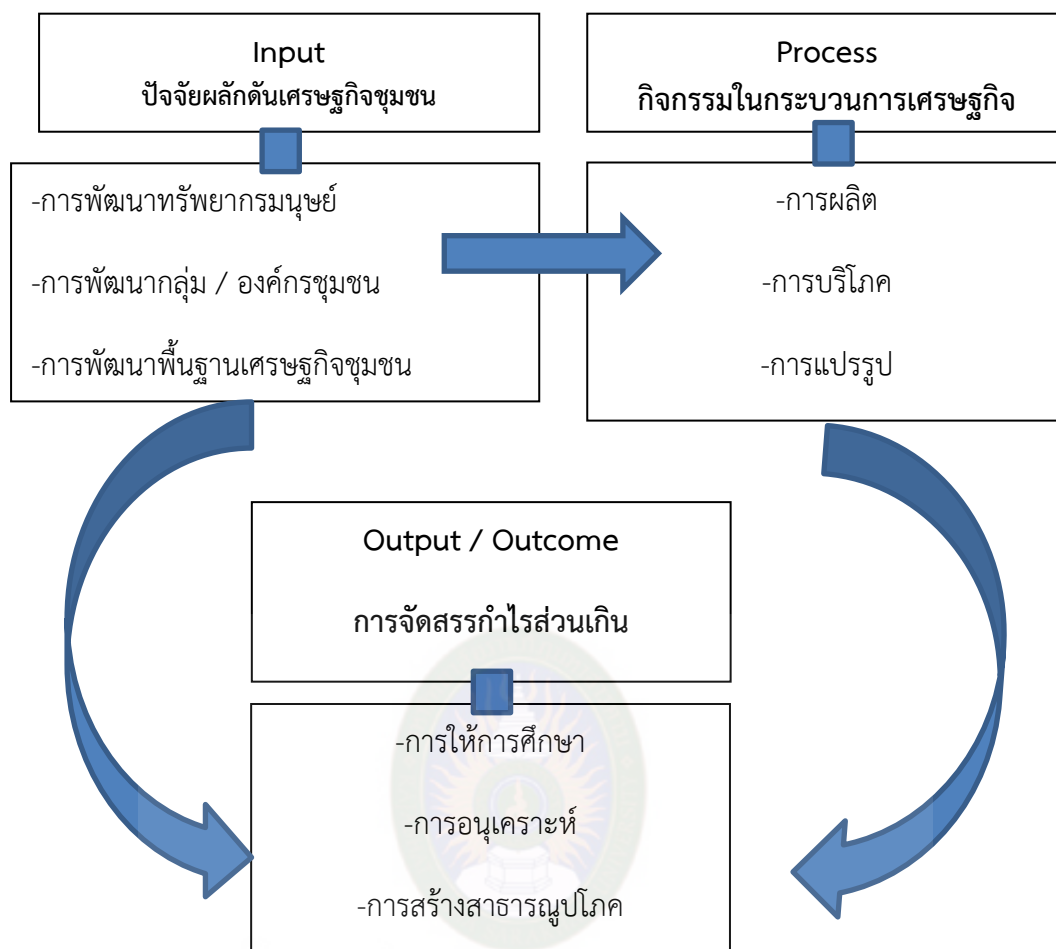 Input
ปัจจัยผลักดันเศรษฐกิจชุมชน
-การพัฒนาทรัพยากรมนุษย์
-การพัฒนากลุ่ม / องค์กรชุมชน
-การพัฒนาพื้นฐานเศรษฐกิจชุมชน
Process
กิจกรรมในกระบวนการเศรษฐกิจ
-การผลิต
-การบริโภค
-การแปรรูป
Output / Outcome
การจัดสรรกำไรส่วนเกิน
-การให้การศึกษา
-การอนุเคราะห์
-การสร้างสาธารณูปโภค